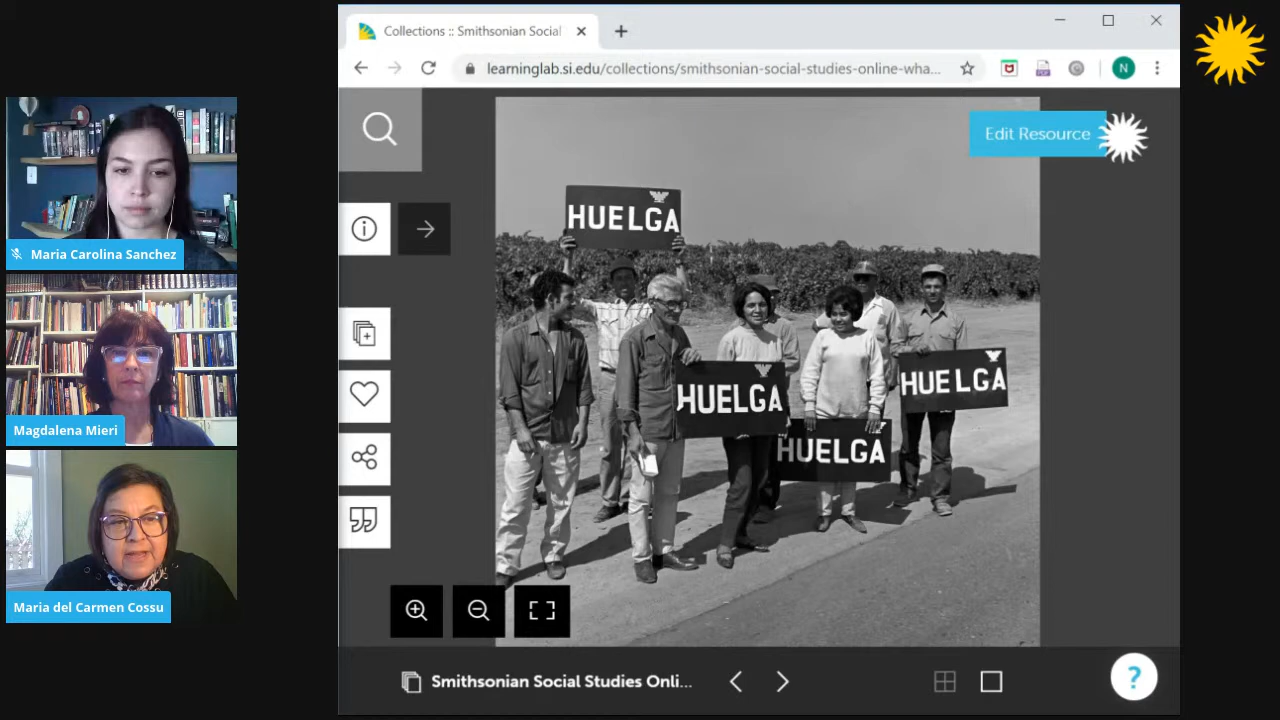 Collections :: Smithsonian Social
learninglab.si.edu/collections/smithsonian-social-studies-online-wha...
N
Edit Resource
HUELGA
HUELGA
HUELGA
HUELGA
Maria Carolina Sanchez
Magdalena Mieri
Maria del Carmen Cossu
Smithsonian Social Studies Onli...
?